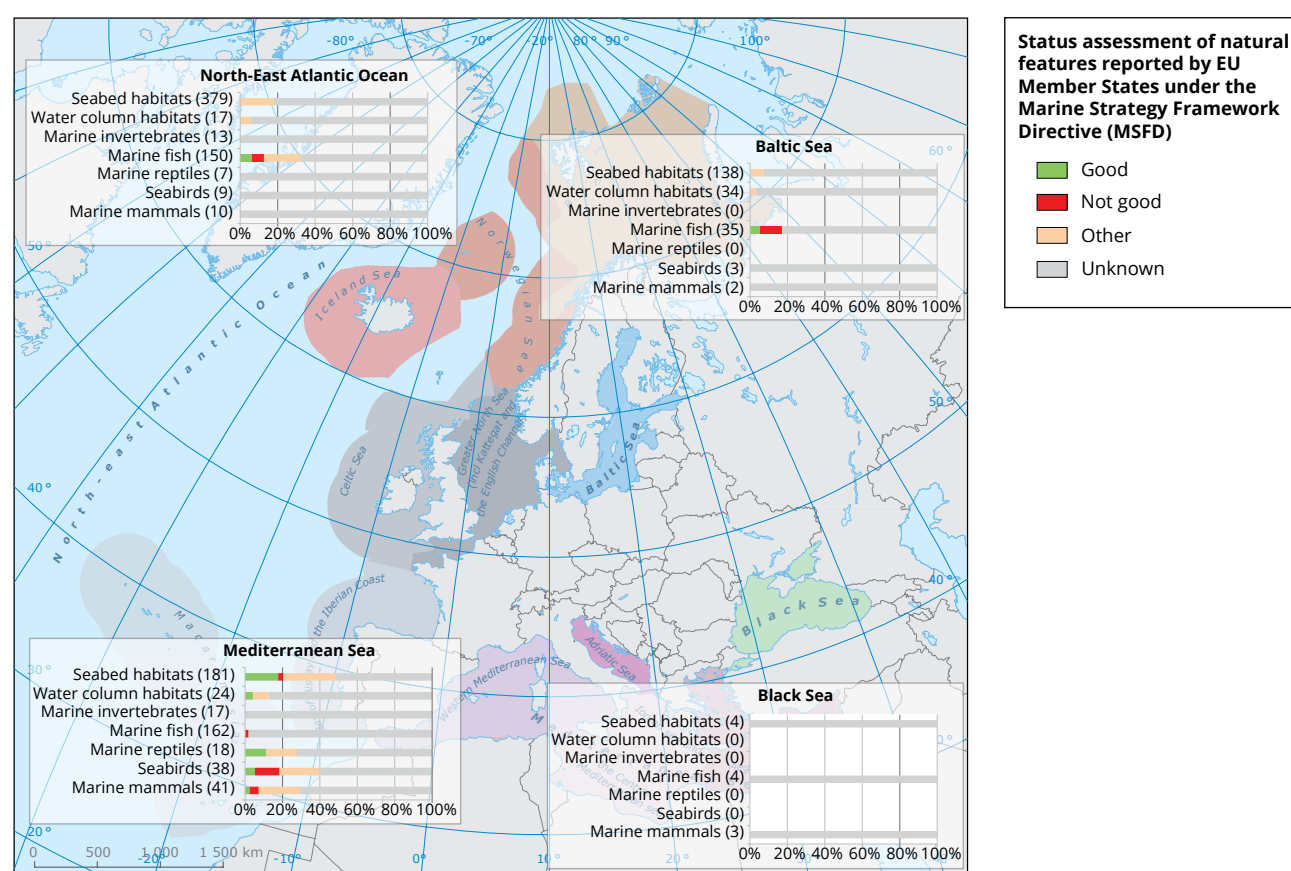 -80°
-70°
-20°
80°
90°
100°
60°
50°
50°
40°
40°
30°
20°
-20°
-10°
0°
10°
North-East Atlantic Ocean
Seabed habitats (379)
Water column habitats (17)
Marine invertebrates (13)
Marine fish (150)
Marine reptiles (7)
Seabirds (9)
Marine mammals (10)
0% 20% 40% 60% 80% 100%
Baltic Sea
Seabed habitats (138)
Water column habitats (34)
Marine invertebrates (0)
Marine fish (35)
Marine reptiles (0)
Seabirds (3)
Marine mammals (2)
0% 20% 40% 60% 80% 100%
Norwegian Sea
Iceland Sea
North-east Atlantic Ocean
Celtic Sea
Greater North Sea
(incl Kattegat and
the English Channel)
Baltic Sea
the Iberian Coast
Black Sea
Adriatic Sea
Western Mediterranean Sea
Mediterranean Sea
Seabed habitats (181)
Water column habitats (24)
Marine invertebrates (17)
Marine fish (162)
Marine reptiles (18)
Seabirds (38)
Marine mammals (41)
0% 20% 40% 60% 80% 100%
Black Sea
Seabed habitats (4)
Water column habitats (0)
Marine invertebrates (0)
Marine fish (4)
Marine reptiles (0)
Seabirds (0)
Marine mammals (3)
0% 20% 40% 60% 80% 100%
0 500 1 000 1 500 km
Status assessment of natural
features reported by EU
Member States under the
Marine Strategy Framework
Directive (MSFD)
Good
Not good
Other
Unknown